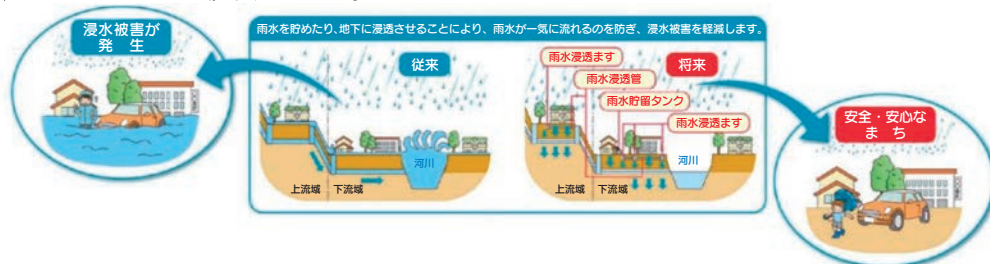 浸水被害が
発 生
雨水を貯めたり、地下に浸透させることにより、雨水が一気に流れるのを防ぎ、浸水被害を軽減します。
従来
河川
上流域
下流域
将来
雨水浸透ます
雨水浸透管
雨水貯留タンク
雨水浸透ます
河川
上流域
下流域
安全・安心な
ま ち